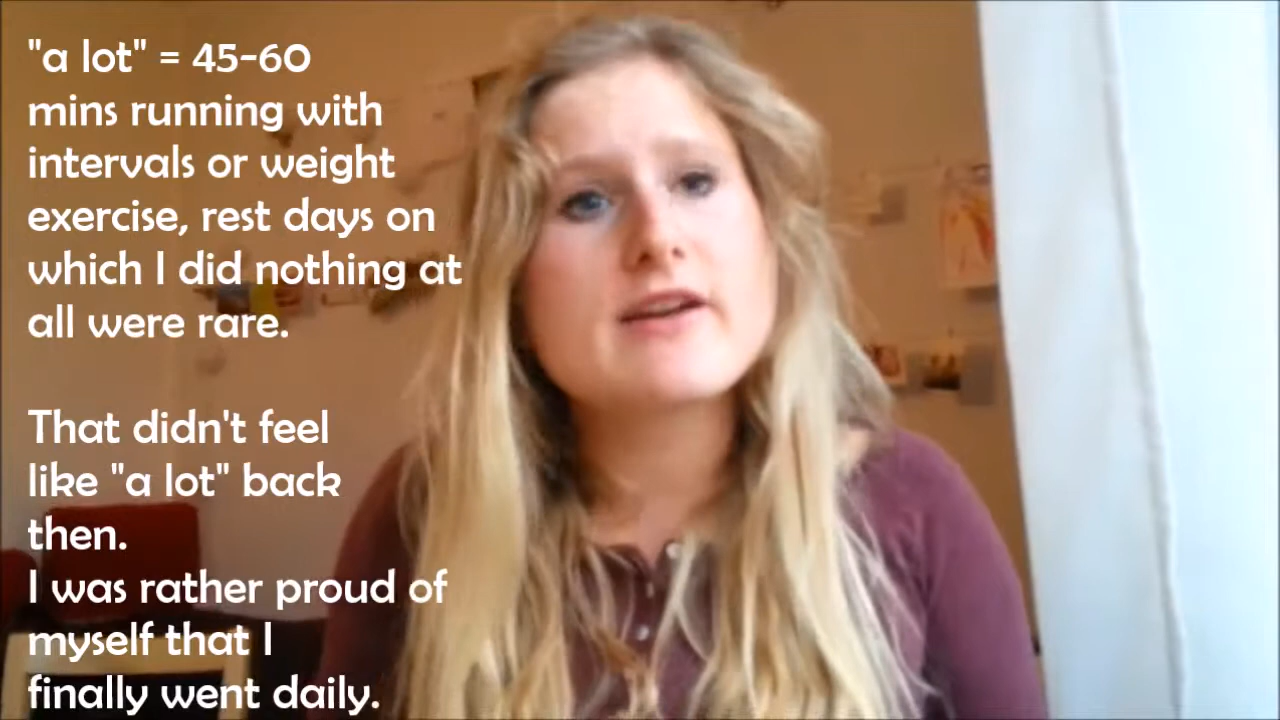 "a lot" = 45-60
mins running with
intervals or weight
exercise, rest days on
which I did nothing at
all were rare.
That didn't feel
like "a lot" back
then.
I was rather proud of
myself that I
finally went daily.